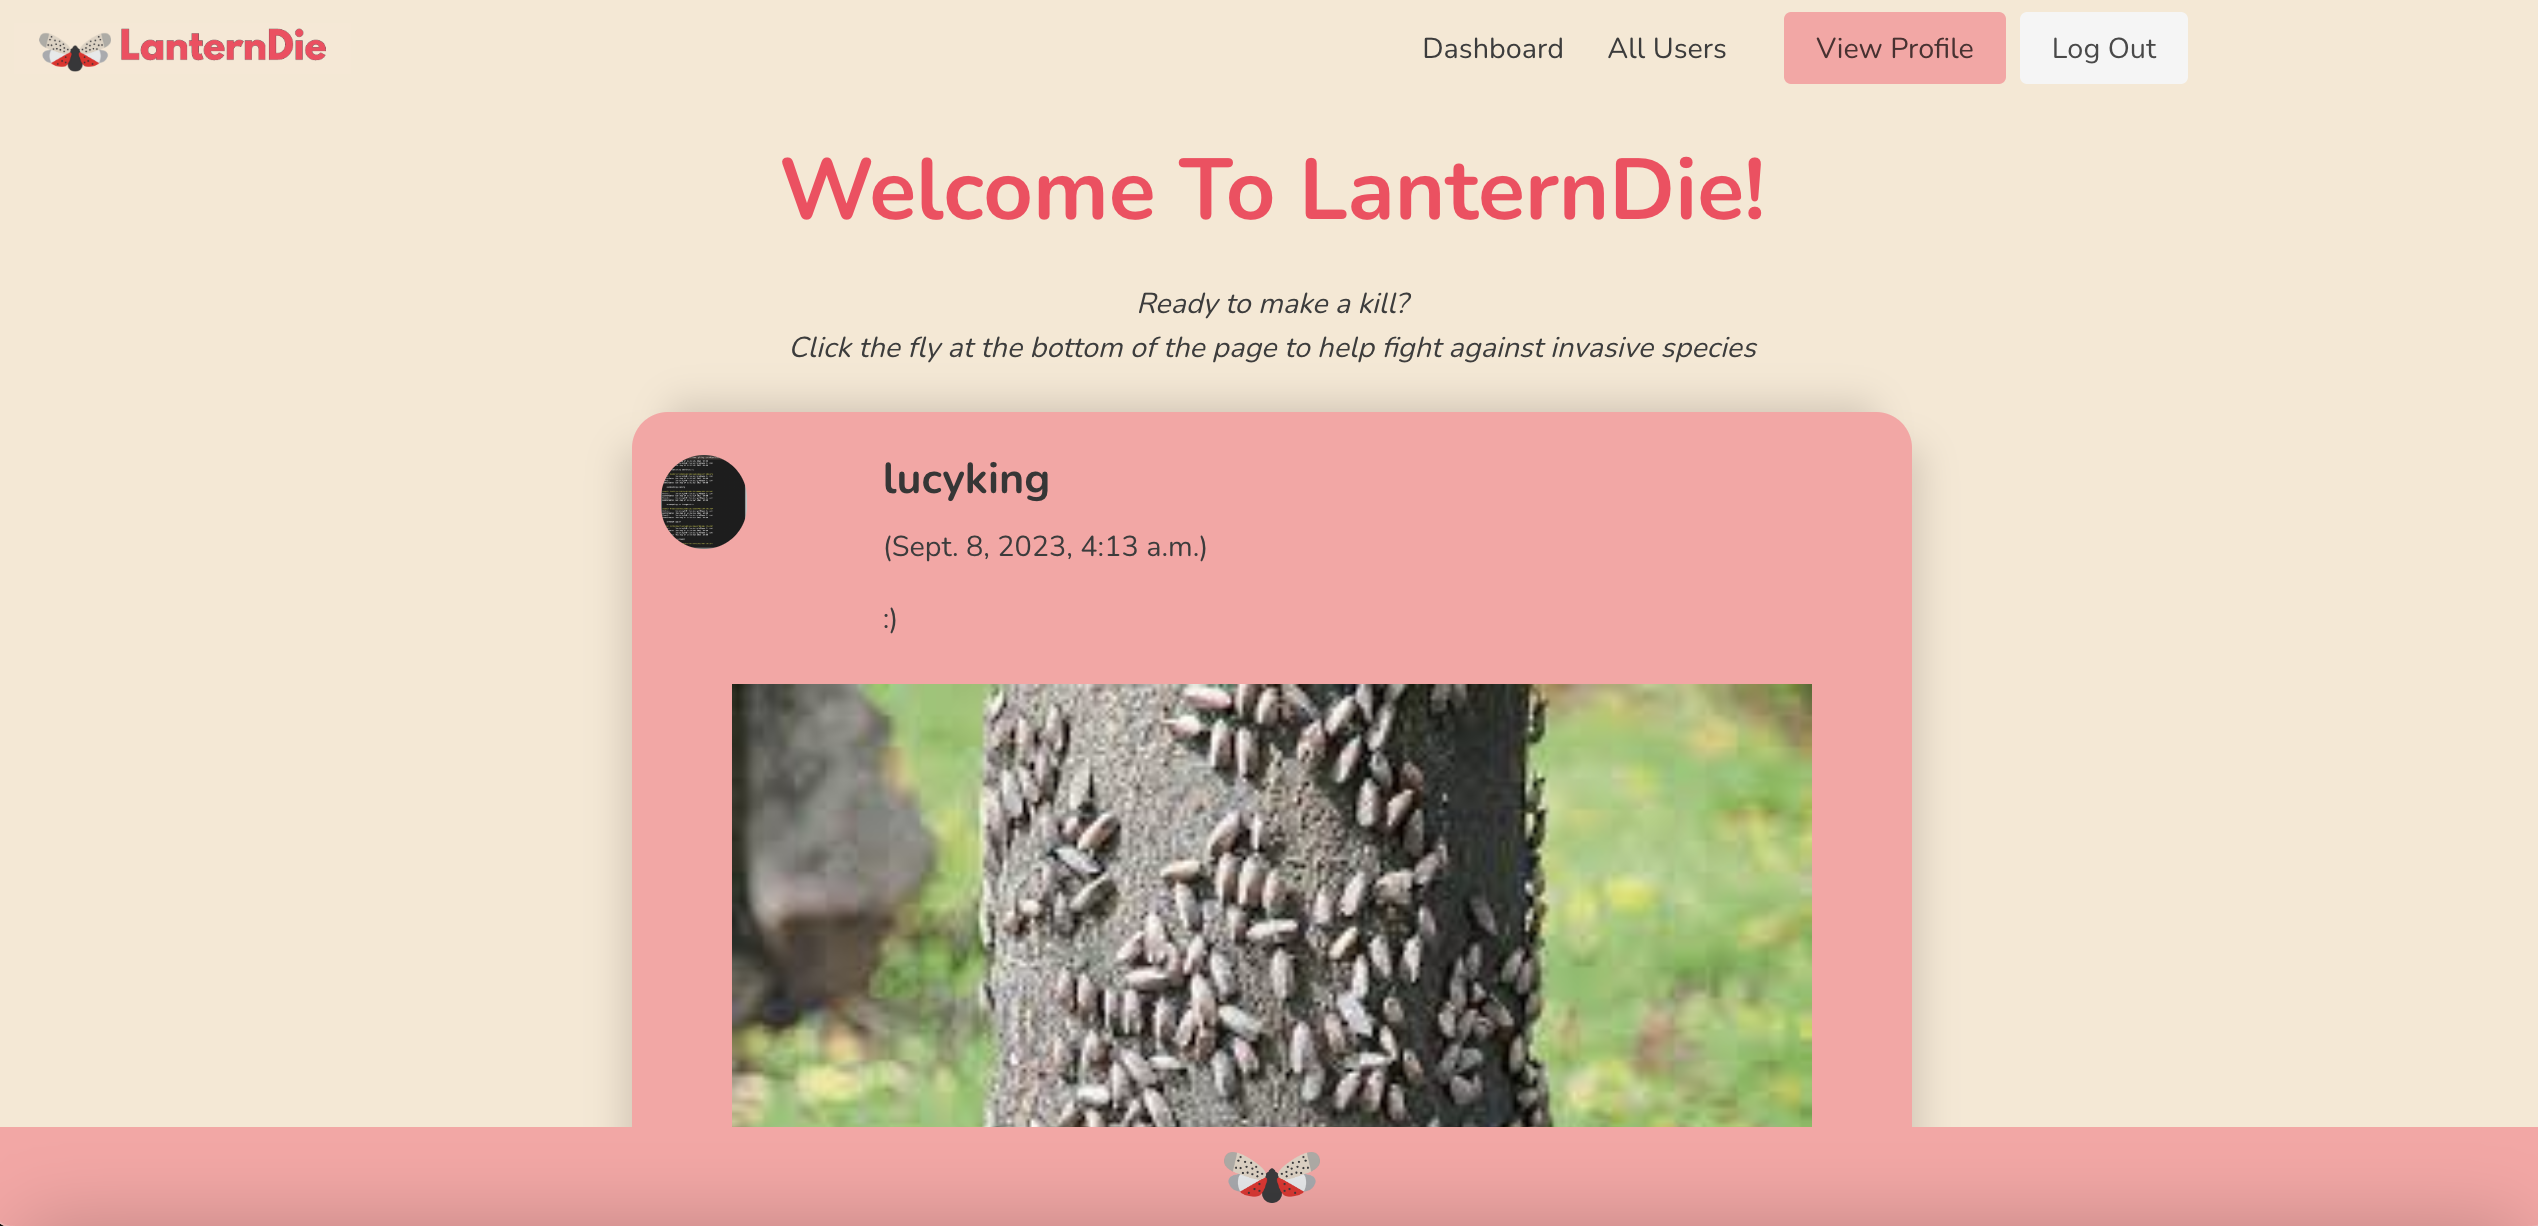 LanternDie
Dashboard All Users View Profile Log Out
Welcome To LanternDie!
Ready to make a kill?
Click the fly at the bottom of the page to help fight against invasive species
lucyking
(Sept. 8, 2023, 4:13 a.m.)
:)